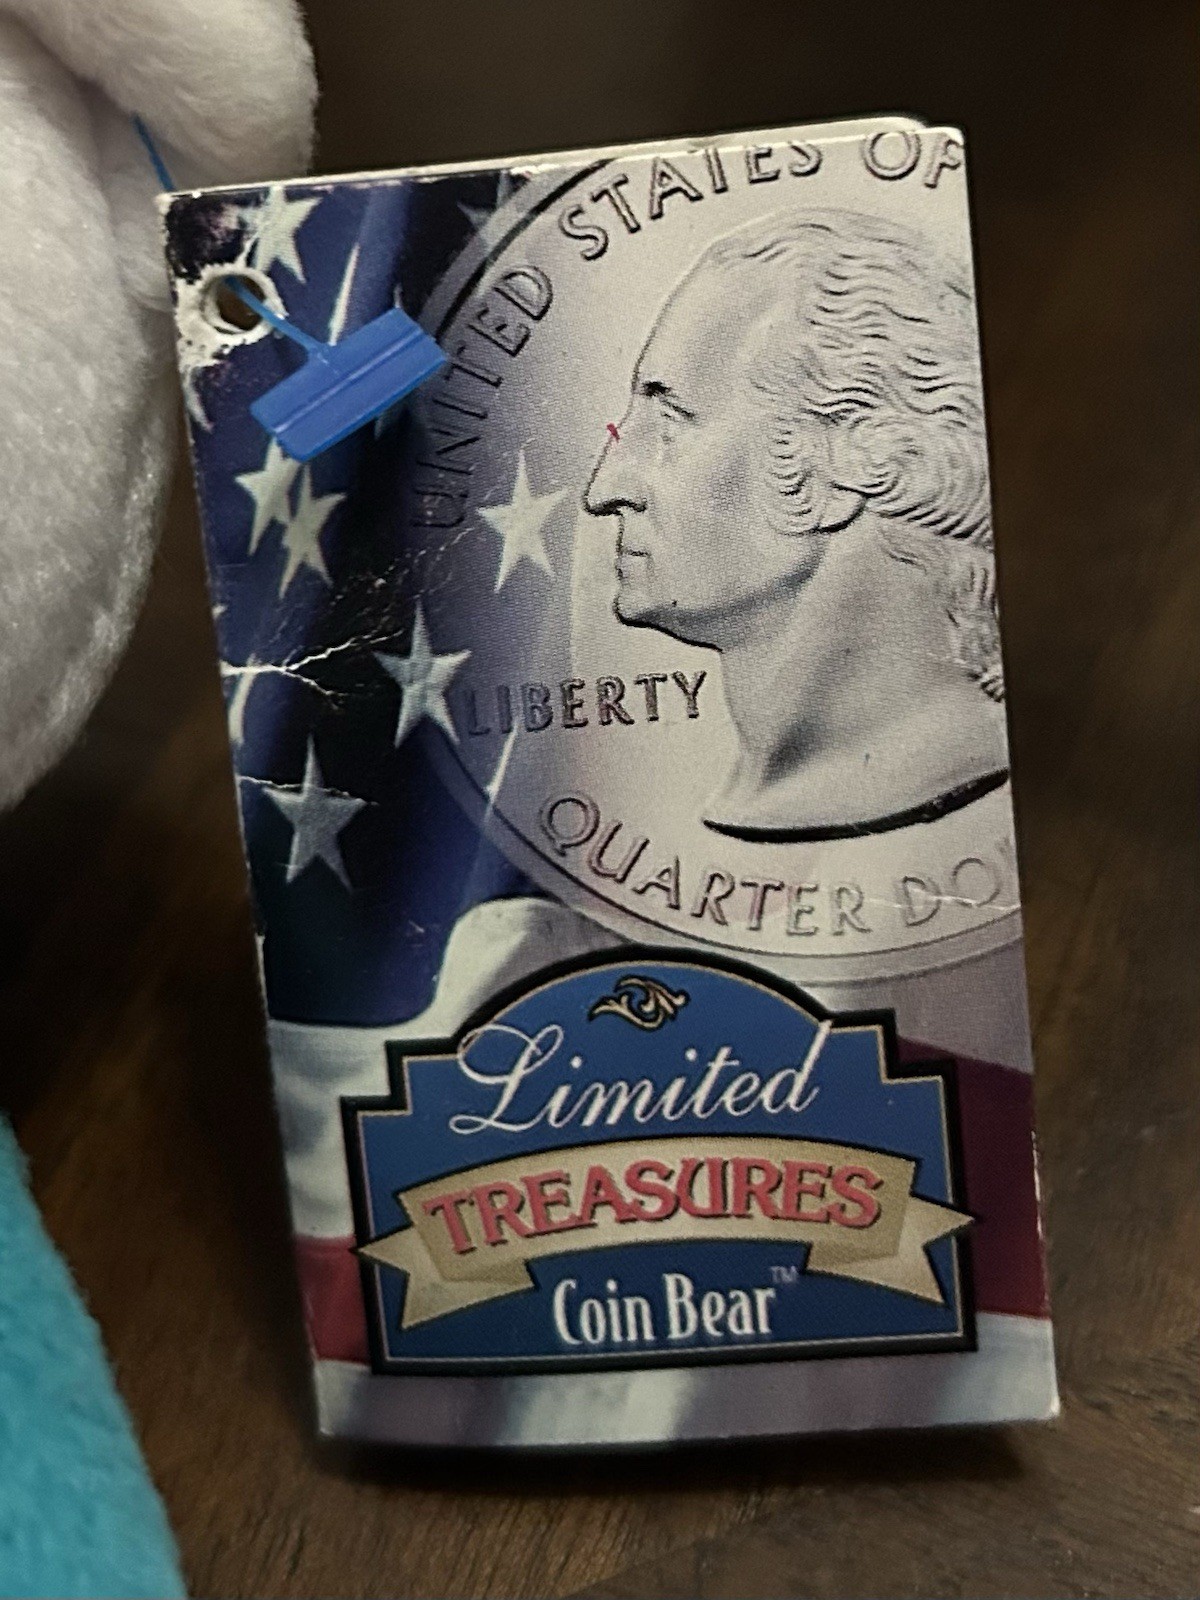 UNITED STATES OF
LIBERTY
QUARTER DO
Limited
TREASURES
Coin Bear™